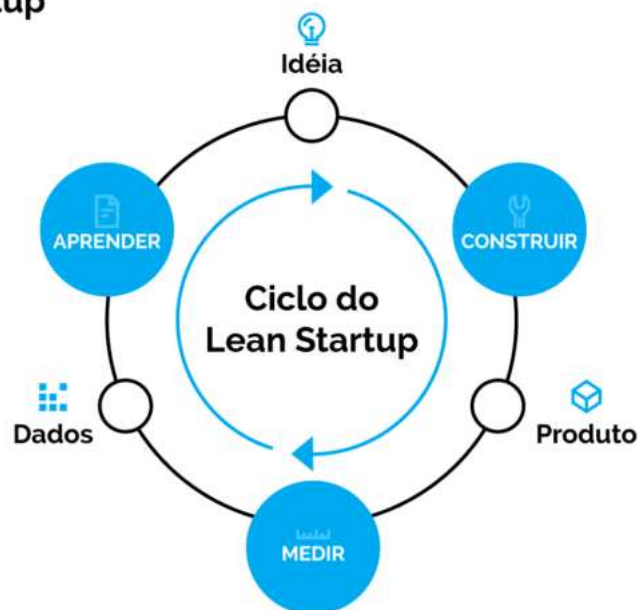 tup
Idéia
APRENDER
CONSTRUIR
Ciclo do
Lean Startup
Dados
Produto
MEDIR